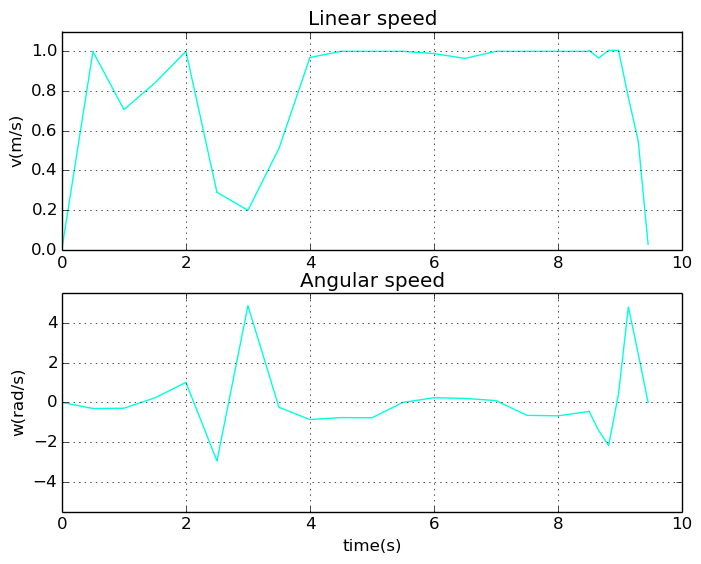 Linear speed
v(m/s)
1.0
0.8
0.6
0.4
0.2
0.0
0 2 4 6 8 10
Angular speed
w(rad/s)
4
2
0
−2
−4
0 2 4 6 8 10
time(s)